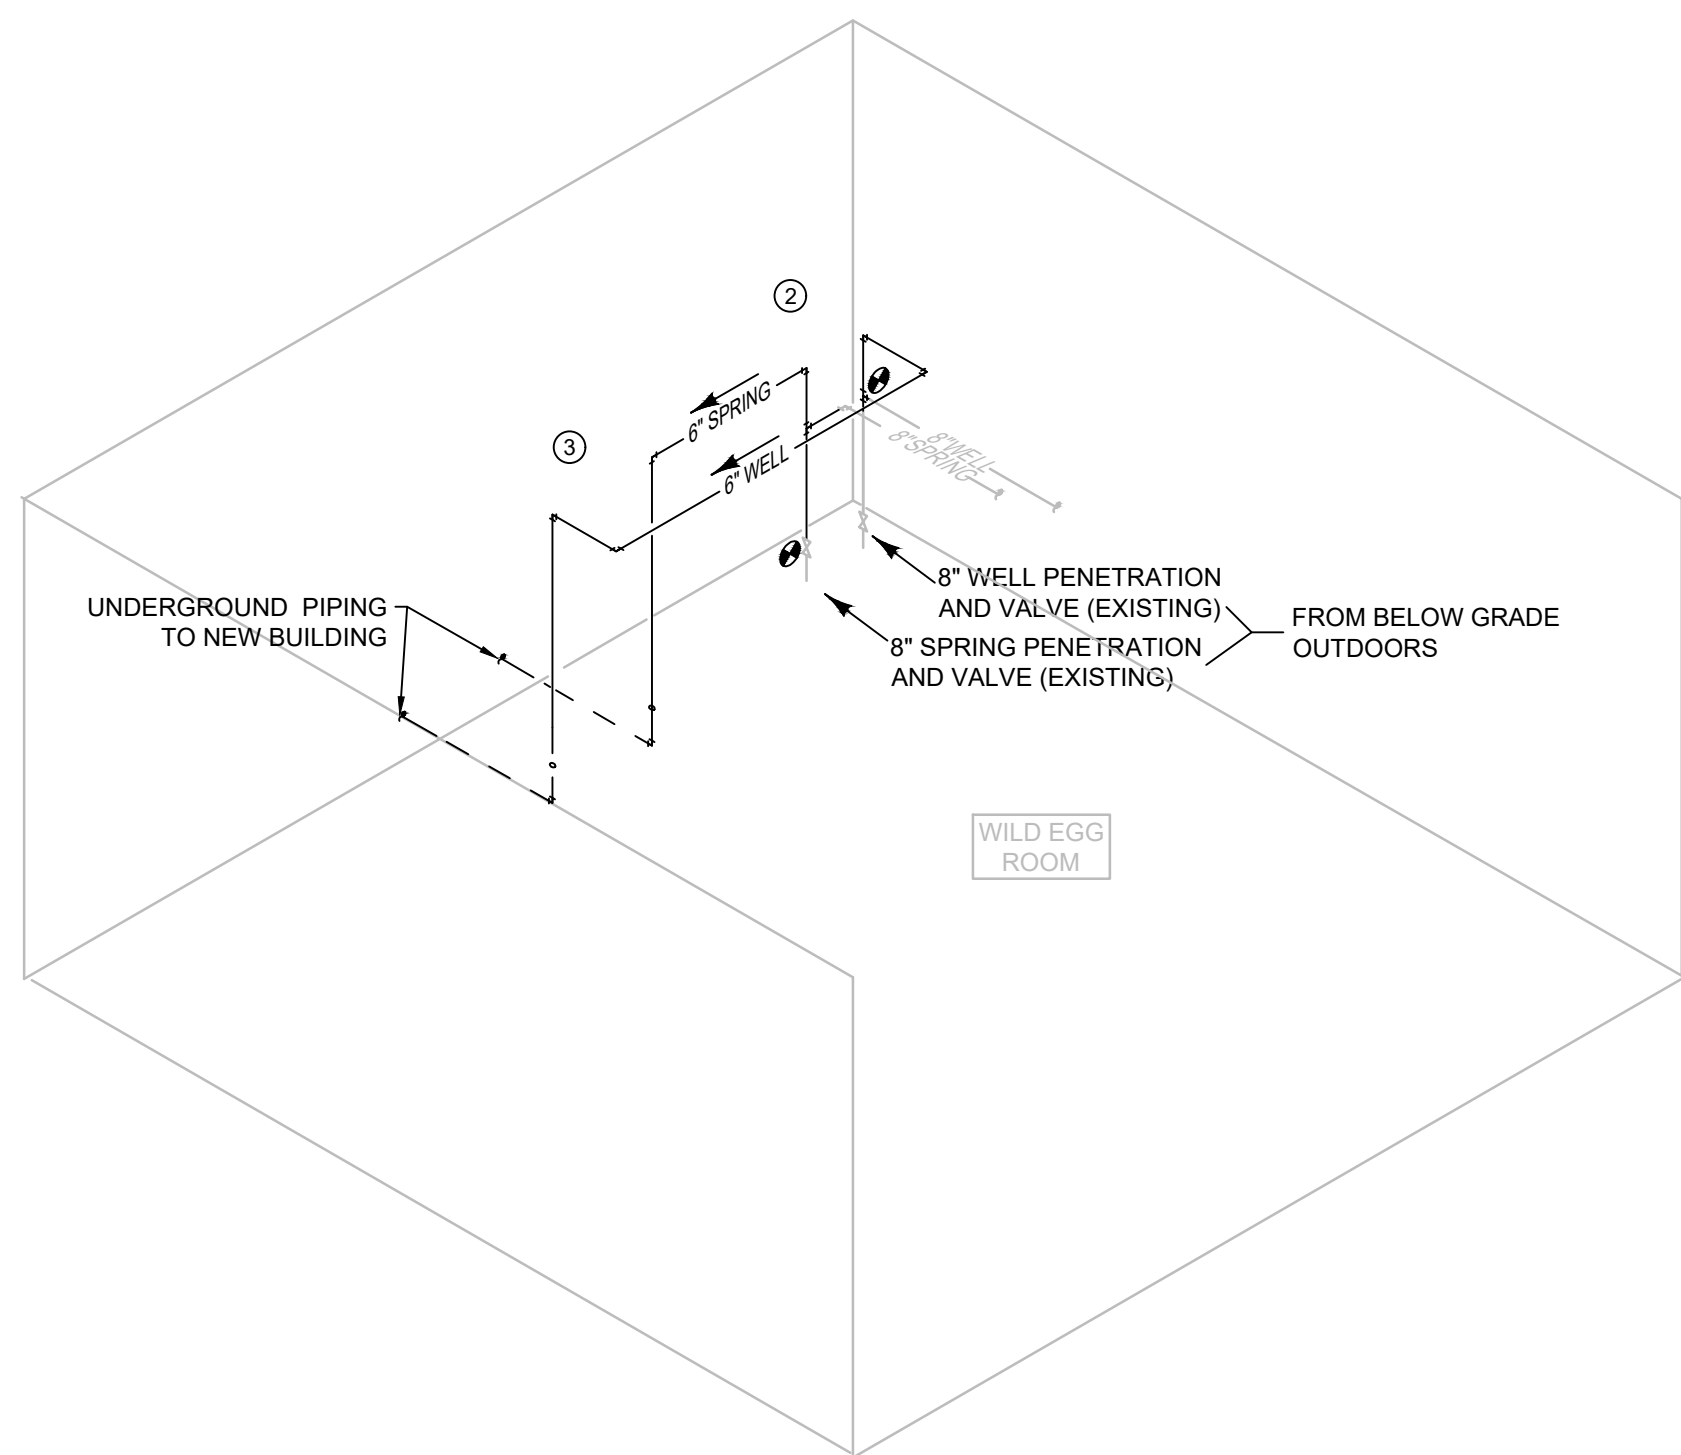 2
6" SPRING
8"WELL
8"SPRING
3
6" WELL
8" WELL PENETRATION
AND VALVE (EXISTING)
UNDERGROUND  PIPING
TO NEW BUILDING
FROM BELOW GRADE
OUTDOORS
8" SPRING PENETRATION
AND VALVE (EXISTING)
WILD EGG
ROOM